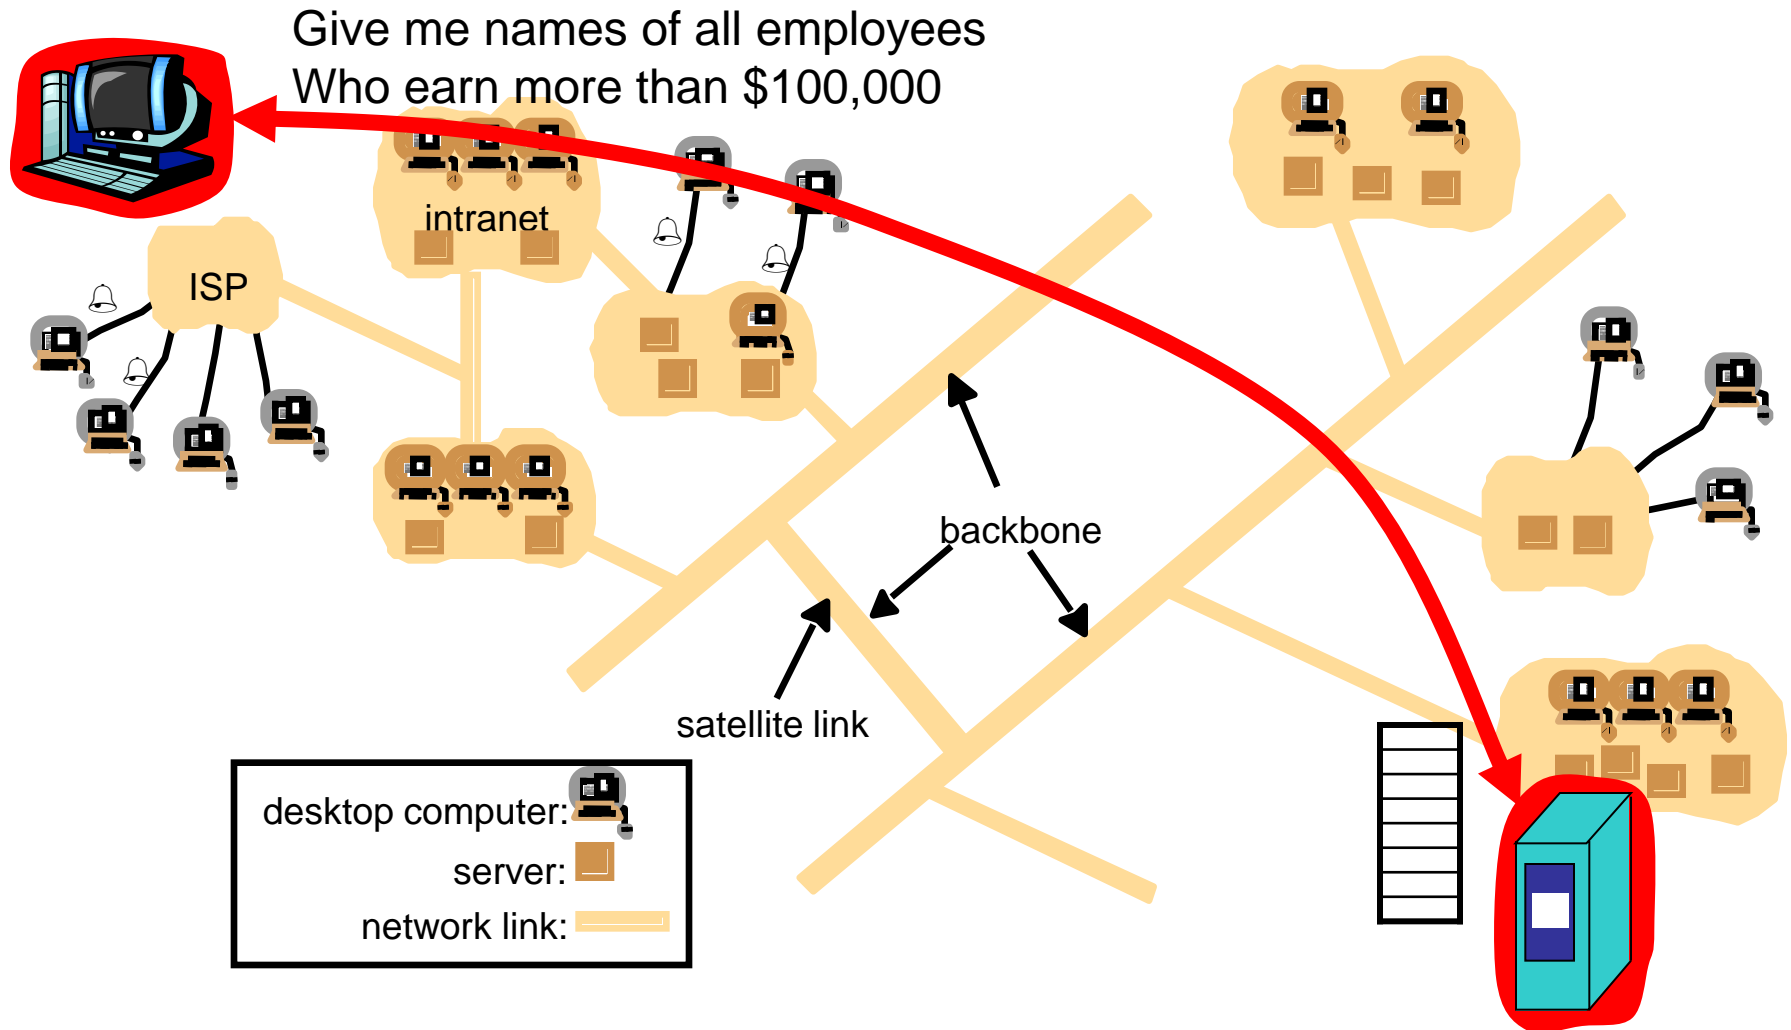 Give me names of all employees
Who earn more than $100,000
intranet
ISP
backbone
satellite link
desktop computer:
server:
network link: